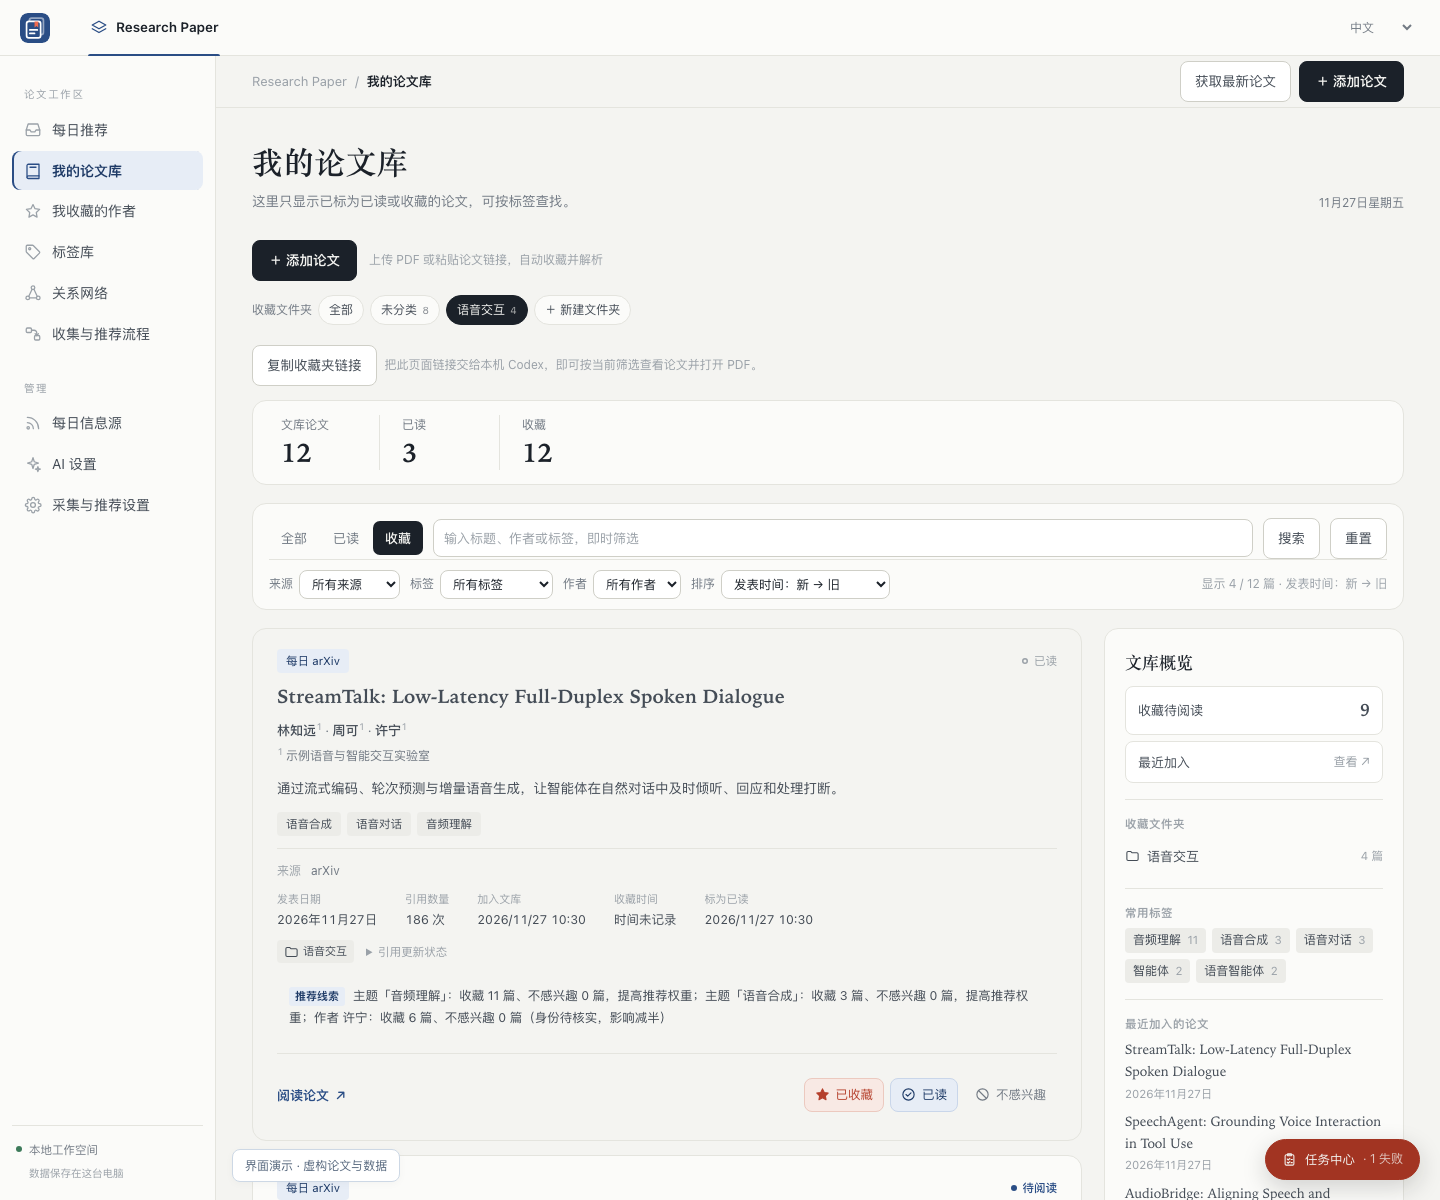 Research Paper
中文
论文工作区
每日推荐
我的论文库
我收藏的作者
标签库
关系网络
收集与推荐流程
管理
每日信息源
AI 设置
采集与推荐设置
本地工作空间
数据保存在这台电脑
Research Paper / 我的论文库
获取最新论文
+ 添加论文
我的论文库
这里只显示已标为已读或收藏的论文，可按标签查找。
11月27日星期五
+ 添加论文
上传 PDF 或粘贴论文链接，自动收藏并解析
收藏文件夹 全部 未分类 8 语音交互 4 + 新建文件夹
复制收藏夹链接
把此页面链接交给本机 Codex，即可按当前筛选查看论文并打开 PDF。
文库论文 已读 收藏
12 3 12
全部 已读 收藏 输入标题、作者或标签，即时筛选 搜索 重置
来源 所有来源 标签 所有标签 作者 所有作者 排序 发表时间：新 → 旧
显示 4 / 12 篇 · 发表时间：新 → 旧
每日 arXiv
已读
StreamTalk: Low-Latency Full-Duplex Spoken Dialogue
林知远1 · 周可1 · 许宁1
1 示例语音与智能交互实验室
通过流式编码、轮次预测与增量语音生成，让智能体在自然对话中及时倾听、回应和处理打断。
语音合成 语音对话 音频理解
来源 arXiv
发表日期 引用数量 加入文库 收藏时间 标为已读
2026年11月27日 186 次 2026/11/27 10:30 时间未记录 2026/11/27 10:30
语音交互 ▶ 引用更新状态
推荐线索 主题「音频理解」：收藏 11 篇、不感兴趣 0 篇，提高推荐权重；主题「语音合成」：收藏 3 篇、不感兴趣 0 篇，提高推荐权
重；作者 许宁：收藏 6 篇、不感兴趣 0 篇（身份待核实，影响减半）
阅读论文 ↗
已收藏 已读 不感兴趣
界面演示 · 虚构论文与数据
每日 arXiv
待阅读
文库概览
收藏待阅读 9
最近加入 查看 ↗
收藏文件夹
语音交互 4 篇
常用标签
音频理解 11 语音合成 3 语音对话 3
智能体 2 语音智能体 2
最近加入的论文
StreamTalk: Low-Latency Full-Duplex
Spoken Dialogue
2026年11月27日
SpeechAgent: Grounding Voice Interaction
in Tool Use
2026年11月27日
AudioBridge: Aligning Speech and
任务中心 · 1 失败